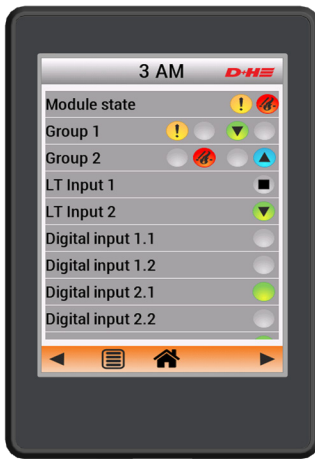 3 AM D+H
Module state
Group 1
Group 2
LT Input 1
LT Input 2
Digital input 1.1
Digital input 1.2
Digital input 2.1
Digital input 2.2